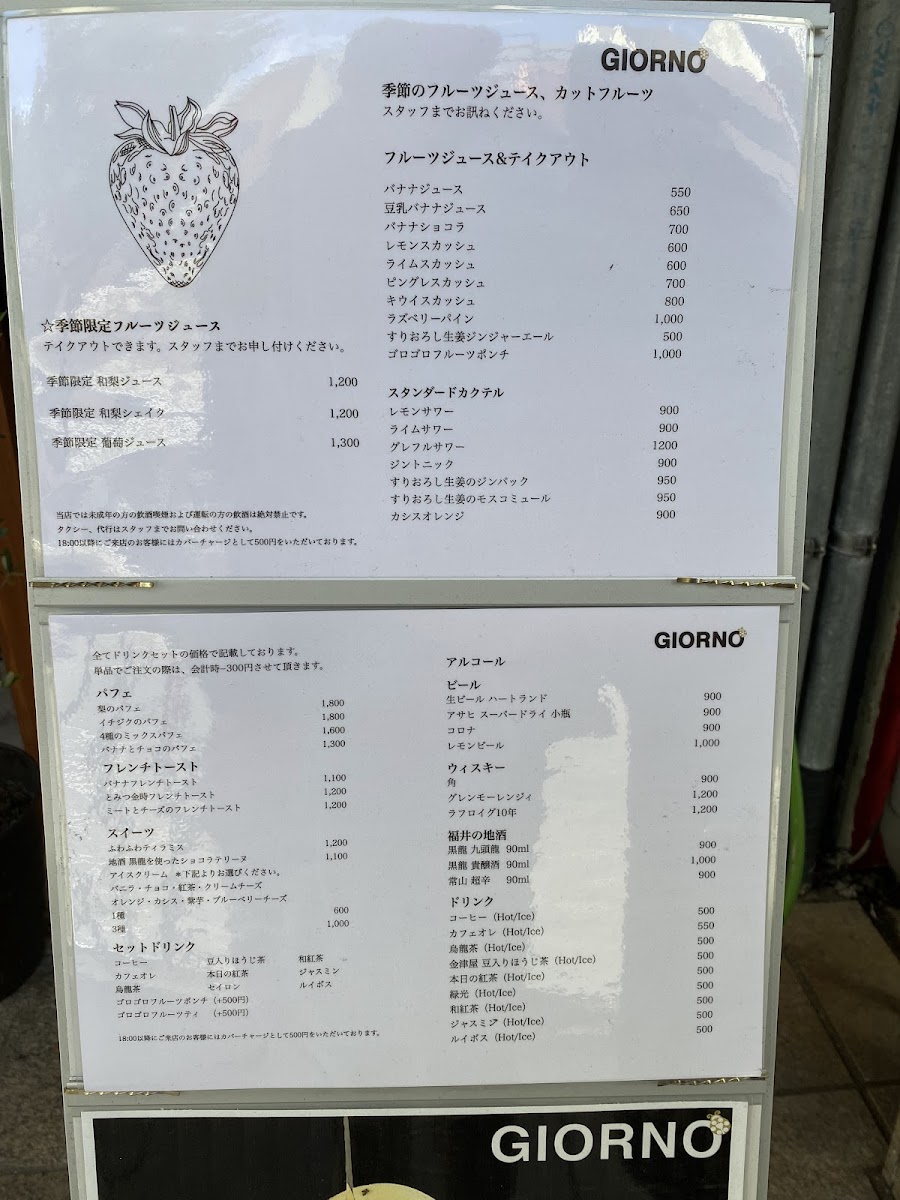 GIORNO
季節のフルーツジュース、カットフルーツ
スタッフまでお訊ねください。
フルーツジュース&テイクアウト
バナナジュース 550
豆乳バナナジュース 650
バナナショコラ 700
レモンスカッシュ 600
ライムスカッシュ 600
ピングレスカッシュ 700
キウイスカッシュ 800
ラズベリーパイン 1,000
すりおろし生姜ジンジャーエール 500
ゴロゴロフルーツポンチ 1,000
スタンダードカクテル
レモンサワー 900
ライムサワー 900
グレフルサワー 1200
ジントニック 900
すりおろし生姜のジンバック 950
すりおろし生姜のモスコミュール 950
カシスオレンジ 900
☆季節限定フルーツジュース
テイクアウトできます。スタッフまでお申し付けください。
季節限定 和梨ジュース 1,200
季節限定 和梨シェイク 1,200
季節限定 葡萄ジュース 1,300
当店では未成年の方の飲酒喫煙および運転の方の飲酒は絶対禁止です。
タクシー、代行はスタッフまでお問い合わせください。
18:00以降にご来店のお客様にはカバーチャージとして500円をいただいております。
GIORNO
全てドリンクセットの価格で記載しております。
単品でご注文の際は、会計時−300円させて頂きます。
パフェ
梨のパフェ 1,800
イチジクのパフェ 1,800
4種のミックスパフェ 1,600
バナナとチョコのパフェ 1,300
フレンチトースト
バナナフレンチトースト 1,100
とみつ金時フレンチトースト 1,200
ミートとチーズのフレンチトースト 1,200
スイーツ
ふわふわティラミス 1,200
地酒 黒龍を使ったショコラテリーヌ 1,100
アイスクリーム ＊下記よりお選びください。
バニラ・チョコ・紅茶・クリームチーズ
オレンジ・カシス・紫芋・ブルーベリーチーズ
1種 600
3種 1,000
セットドリンク
コーヒー 豆入りほうじ茶 和紅茶
カフェオレ 本日の紅茶 ジャスミン
烏龍茶 セイロン ルイボス
ゴロゴロフルーツポンチ (+500円)
ゴロゴロフルーツティ (+500円)
18:00以降にご来店のお客様にはカバーチャージとして500円をいただいております。
アルコール
ビール
生ビール ハートランド 900
アサヒ スーパードライ 小瓶 900
コロナ 900
レモンビール 1,000
ウィスキー
角 900
グレンモーレンジィ 1,200
ラフロイグ10年 1,200
福井の地酒
黒龍 九頭龍 90ml 900
黒龍 貴醸酒 90ml 1,000
常山 超辛 90ml 900
ドリンク
コーヒー (Hot/Ice) 500
カフェオレ (Hot/Ice) 550
烏龍茶 (Hot/Ice) 500
金津屋 豆入りほうじ茶 (Hot/Ice) 500
本日の紅茶 (Hot/Ice) 500
緑光 (Hot/Ice) 500
和紅茶 (Hot/Ice) 500
ジャスミン (Hot/Ice) 500
ルイボス (Hot/Ice) 500
GIORNO